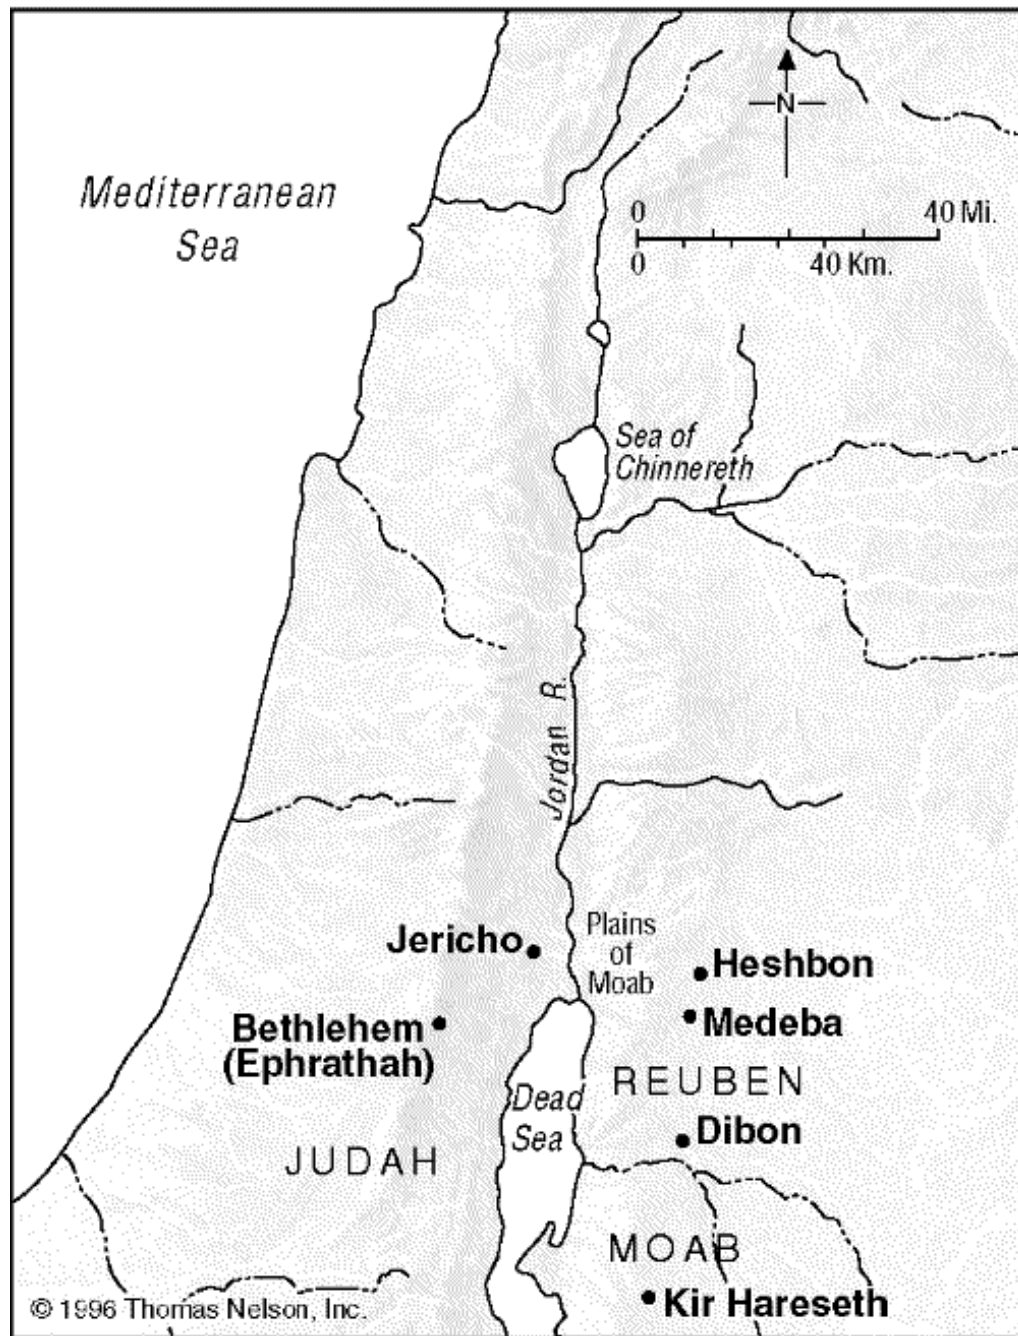 N
Mediterranean
Sea
0 40 Mi.
0 40 Km.
Sea of
Chinnereth
Jordan R.
Jericho
Plains
of
Moab
Heshbon
Bethlehem
(Ephrathah)
Medeba
REUBEN
Dead
Sea
Dibon
JUDAH
MOAB
Kir Hareseth
© 1996 Thomas Nelson, Inc.